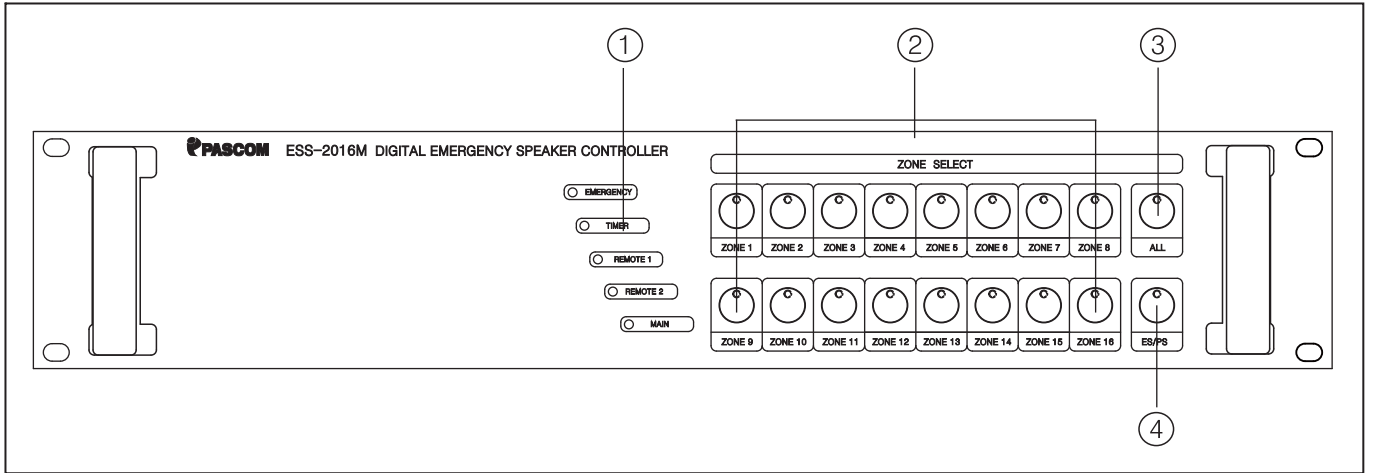 1 2 3
PASCOM ESS-2016M DIGITAL EMERGENCY SPEAKER CONTROLLER
ZONE SELECT
EMERGENCY
TIMER
REMOTE 1
REMOTE 2
MAIN
ZONE 1 ZONE 2 ZONE 3 ZONE 4 ZONE 5 ZONE 6 ZONE 7 ZONE 8 ALL
ZONE 9 ZONE 10 ZONE 11 ZONE 12 ZONE 13 ZONE 14 ZONE 15 ZONE 16 ES/PS
4